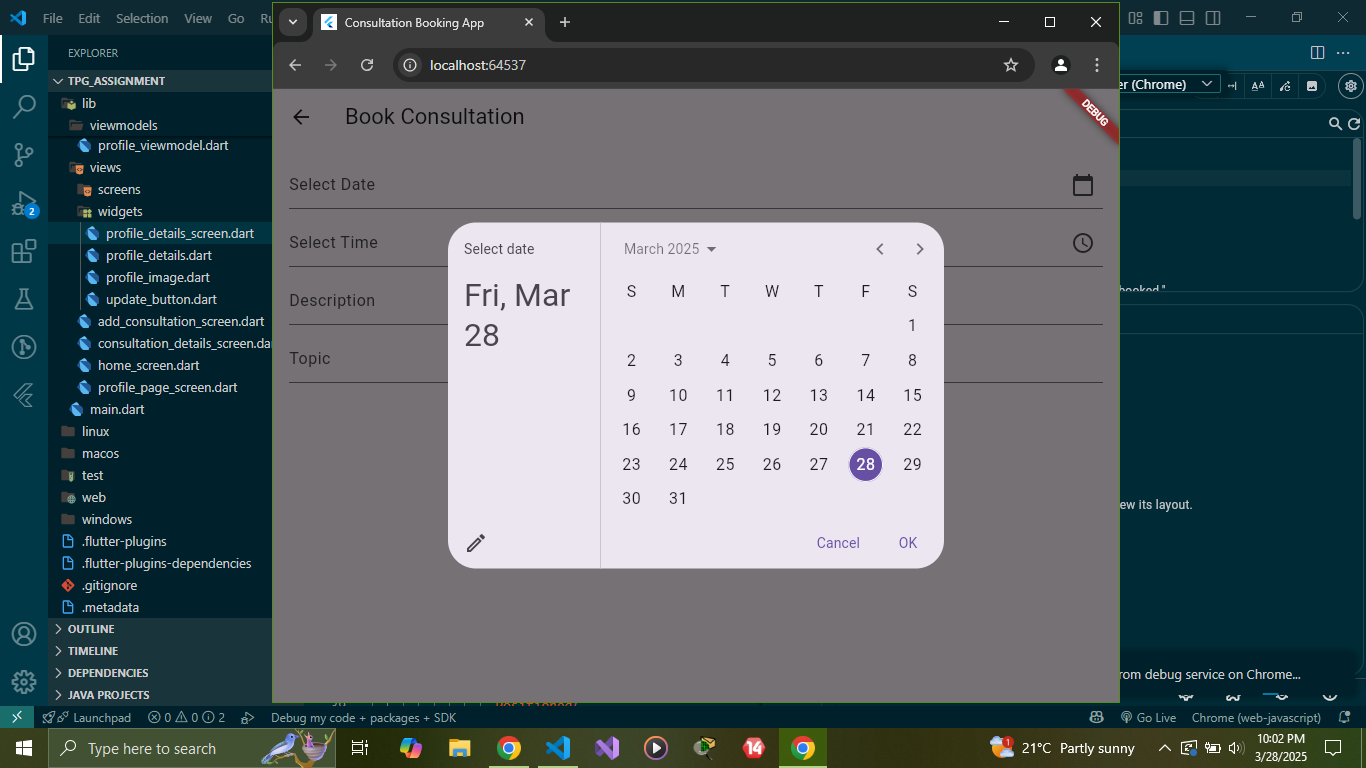 File Edit Selection View Go
Consultation Booking App
localhost:64537
EXPLORER
TPG_ASSIGNMENT
lib
viewmodels
profile_viewmodel.dart
views
screens
widgets
profile_details_screen.dart
profile_details.dart
profile_image.dart
update_button.dart
add_consultation_screen.dart
consultation_details_screen.da
home_screen.dart
profile_page_screen.dart
main.dart
linux
macos
test
web
windows
.flutter-plugins
.flutter-plugins-dependencies
.gitignore
.metadata
OUTLINE
TIMELINE
DEPENDENCIES
JAVA PROJECTS
2
Book Consultation
DEBUG
Select Date
Select Time
Description
Topic
Select date
Fri, Mar
28
March 2025
S M T W T F S
1
2 3 4 5 6 7 8
9 10 11 12 13 14 15
16 17 18 19 20 21 22
23 24 25 26 27 28 29
30 31
Cancel OK
er (Chrome)
booked."
ew its layout.
rom debug service on Chrome...
Launchpad 0 0 2 Debug my code + packages + SDK
Go Live Chrome (web-javascript)
Type here to search
14
1
21°C Partly sunny
10:02 PM
3/28/2025